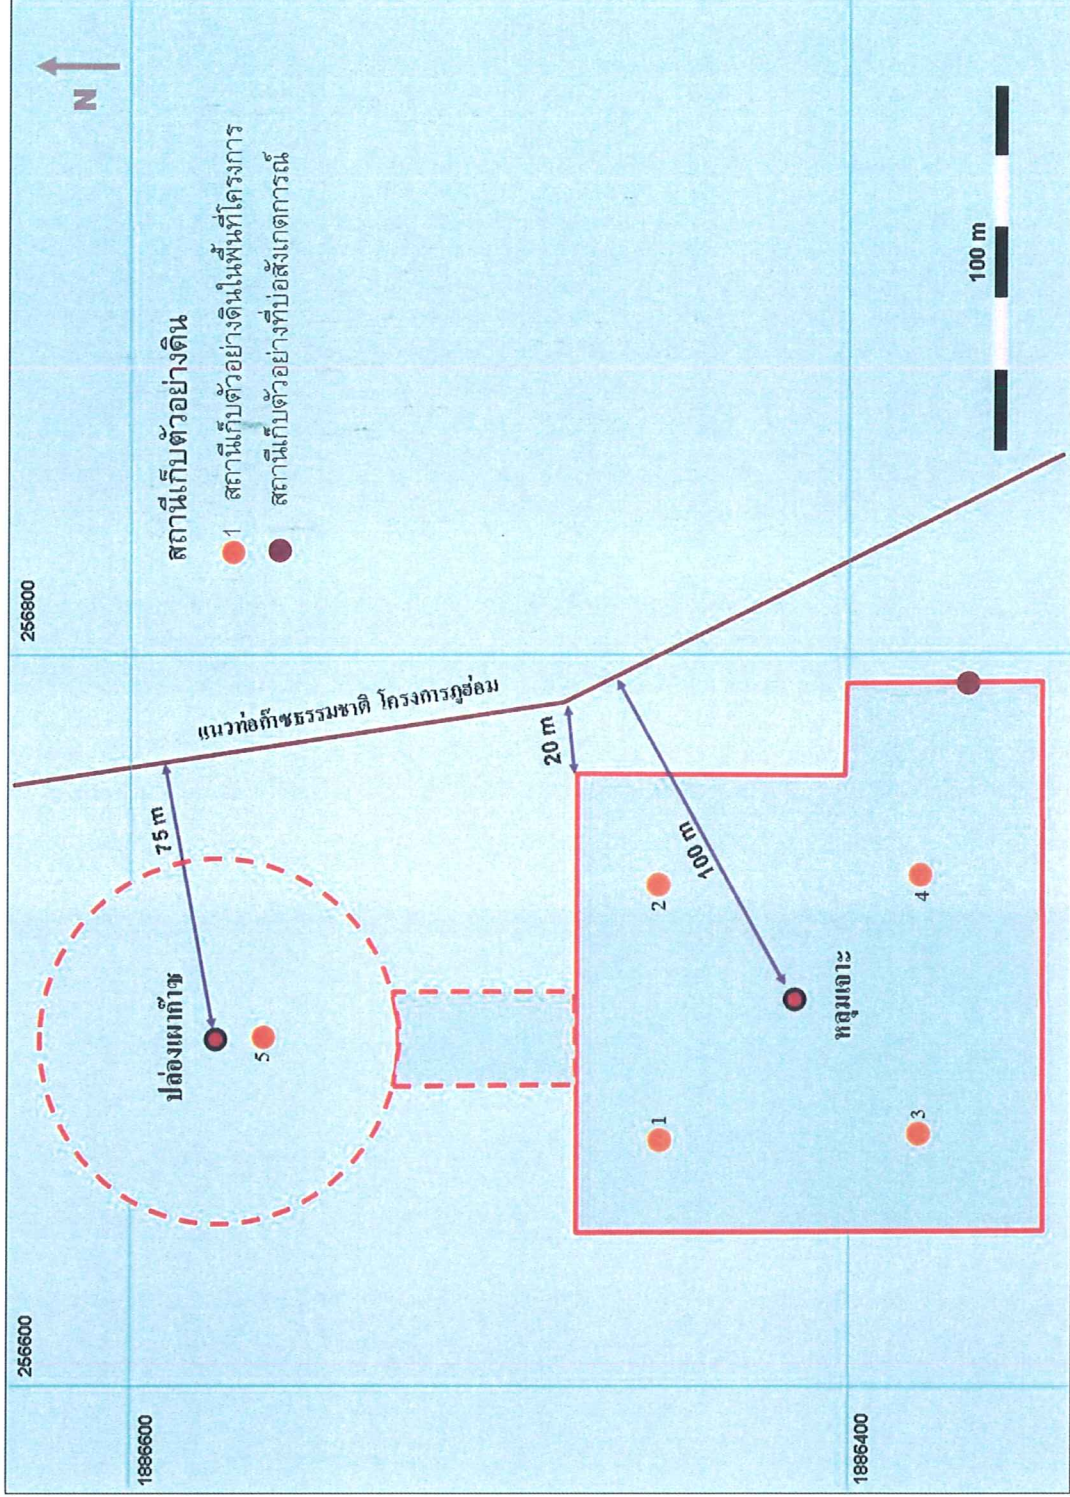 N
สถานีเก็บตัวอย่างดิน
1 สถานีเก็บตัวอย่างดินในพื้นที่โครงการ
สถานีเก็บตัวอย่างที่บ่อสังเกตการณ์
256600
256800
1886600
1886400
แนวท่อก๊าซธรรมชาติ โครงการภูฮ่อม
75 m
ปล่องเผาก๊าซ
5
20 m
100 m
1
2
หลุมเจาะ
3
4
100 m